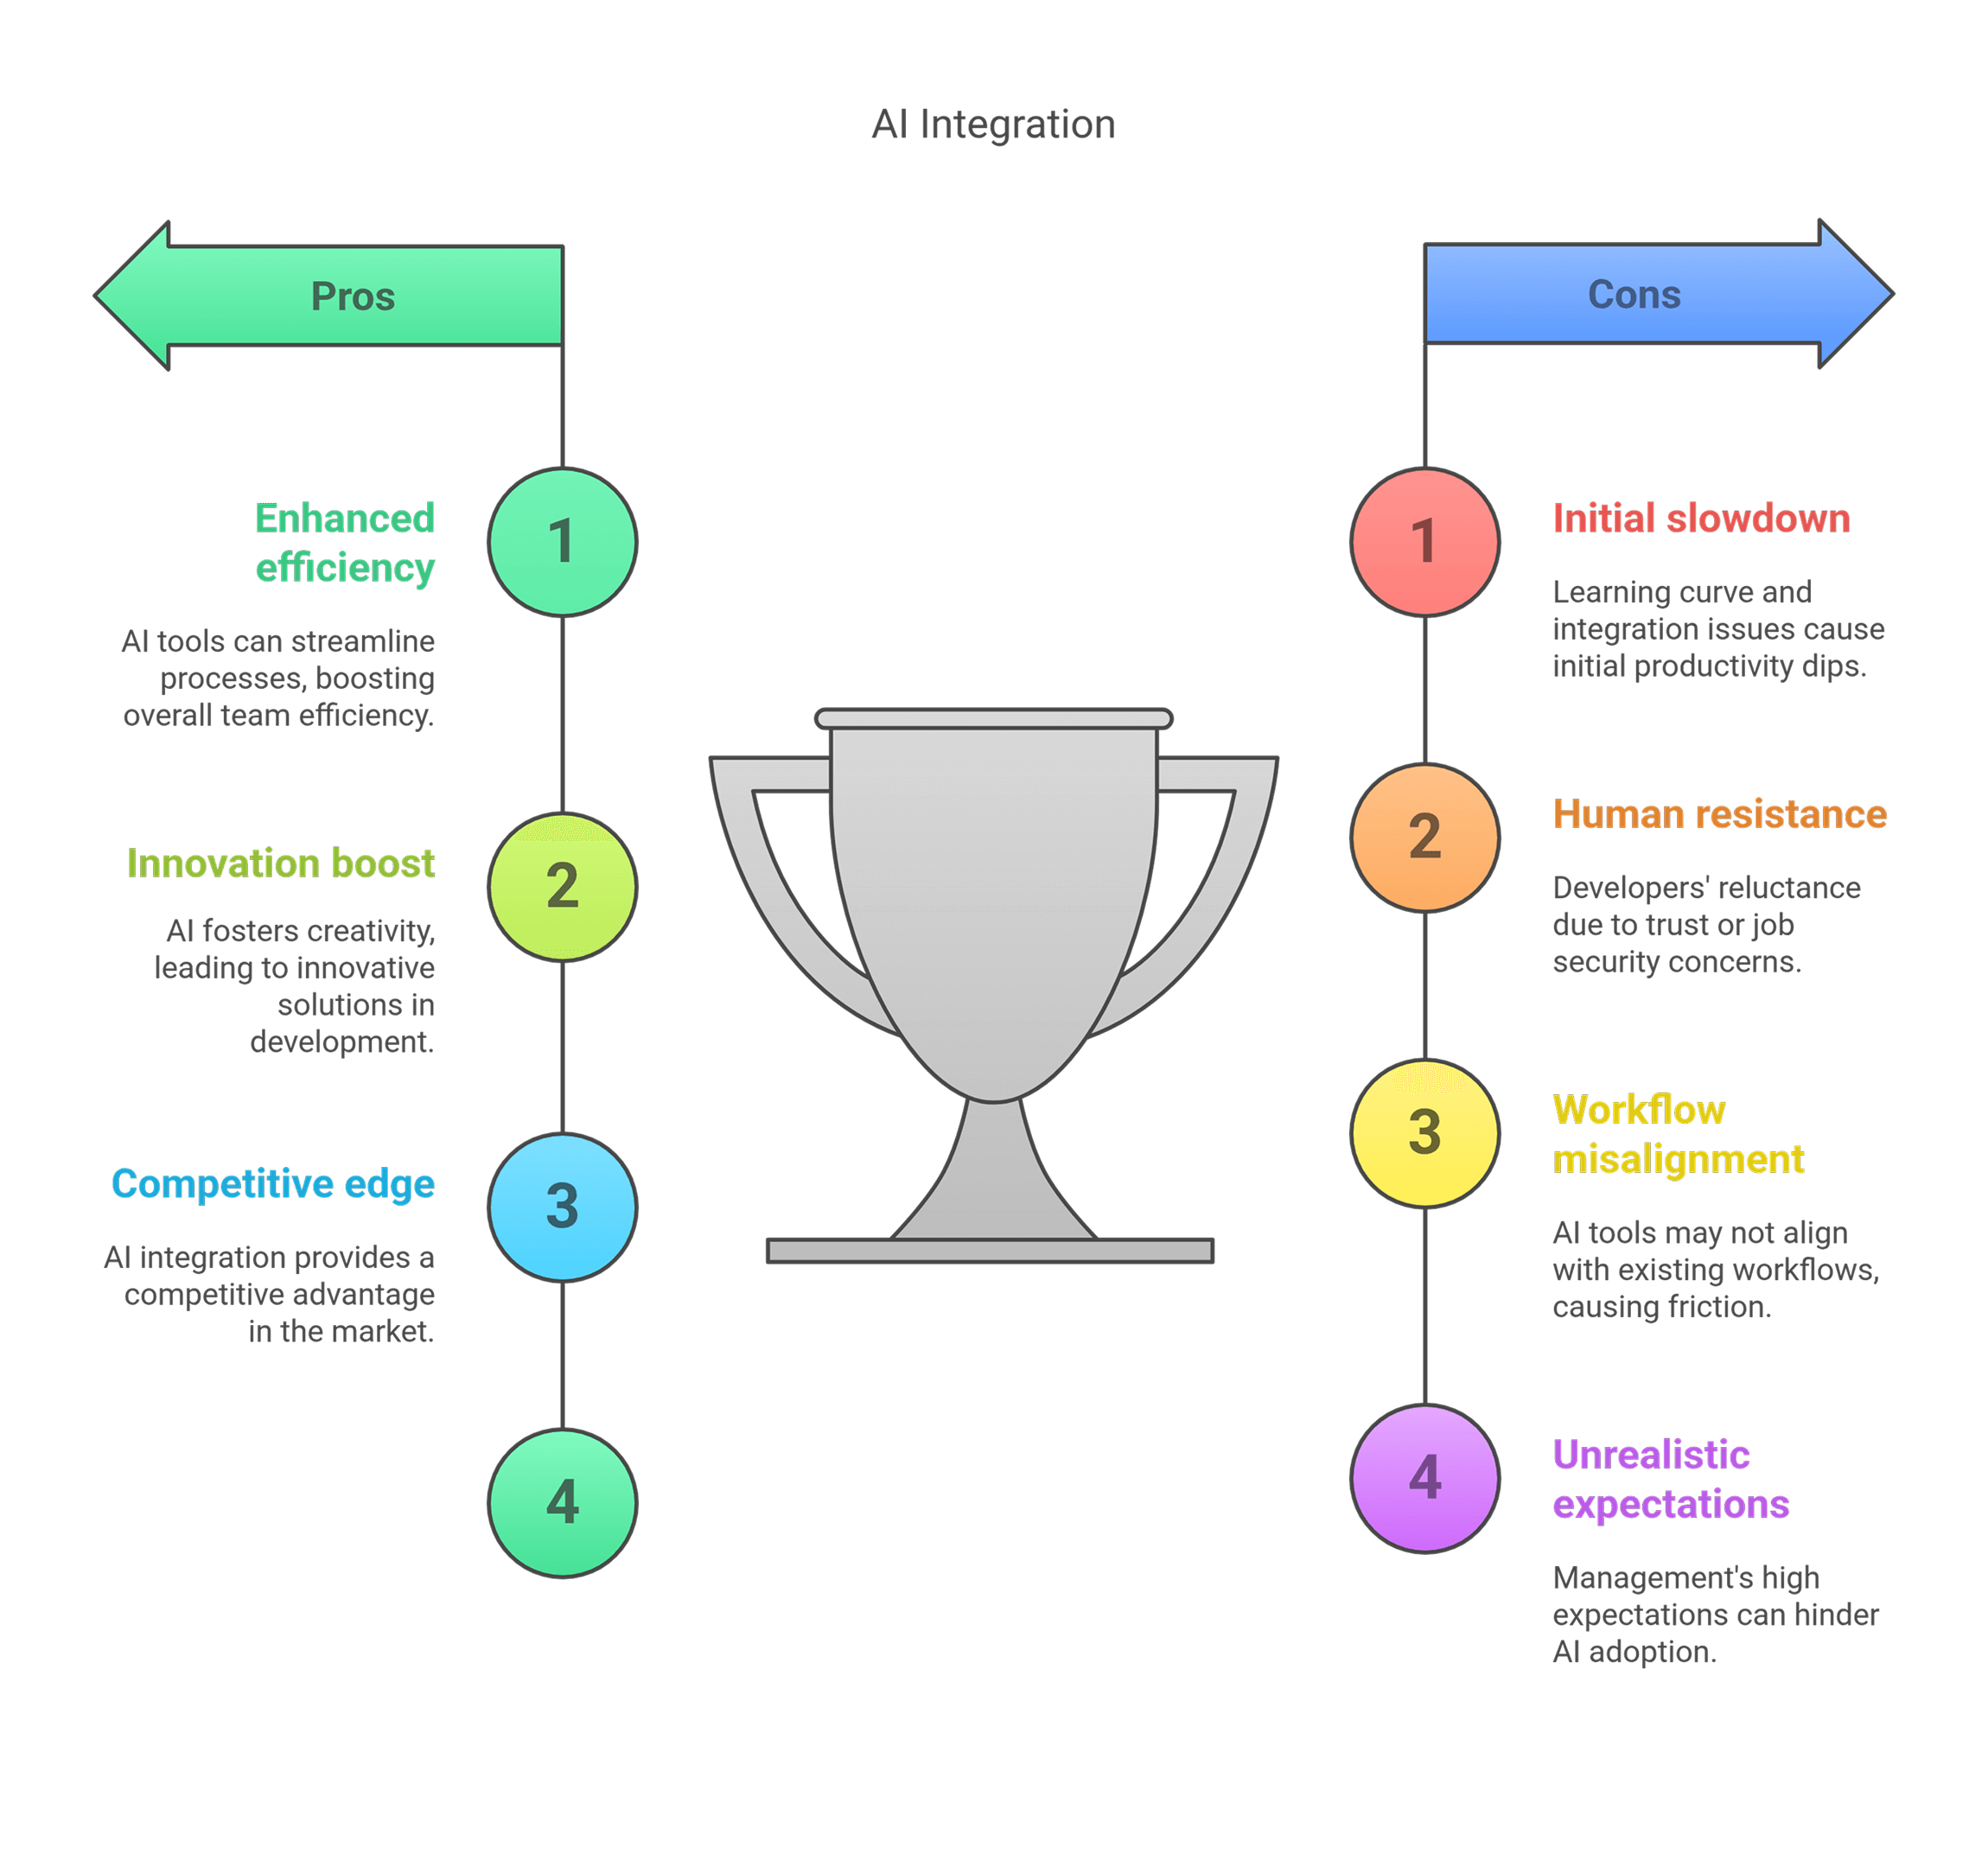 AI Integration
Pros
1
Enhanced
efficiency
AI tools can streamline
processes, boosting
overall team efficiency.
2
Innovation boost
AI fosters creativity,
leading to innovative
solutions in
development.
3
Competitive edge
AI integration provides a
competitive advantage
in the market.
4
Cons
1
Initial slowdown
Learning curve and
integration issues cause
initial productivity dips.
2
Human resistance
Developers' reluctance
due to trust or job
security concerns.
3
Workflow
misalignment
AI tools may not align
with existing workflows,
causing friction.
4
Unrealistic
expectations
Management's high
expectations can hinder
AI adoption.